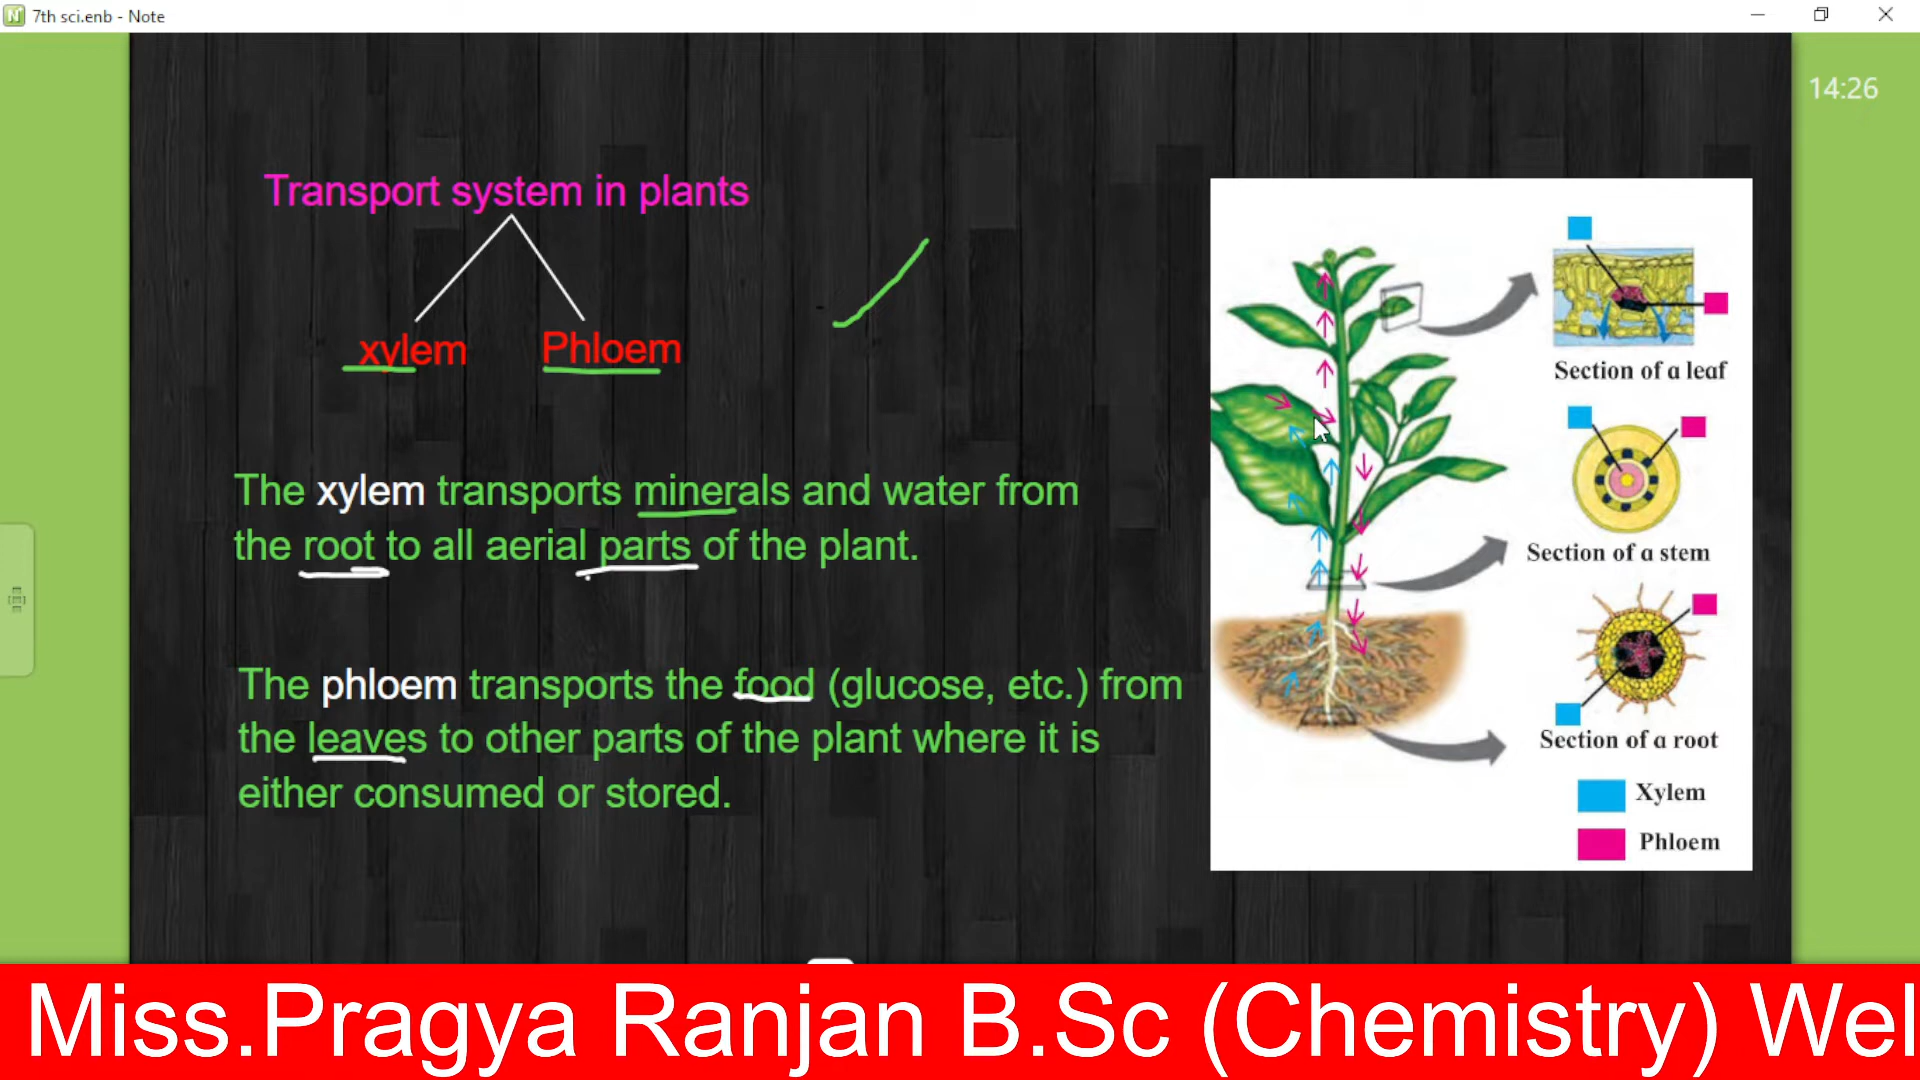 7th sci.enb - Note
14:26
Transport system in plants
xylem Phloem
The xylem transports minerals and water from
the root to all aerial parts of the plant.
The phloem transports the food (glucose, etc.) from
the leaves to other parts of the plant where it is
either consumed or stored.
Section of a leaf
Section of a stem
Section of a root
Xylem
Phloem
Miss.Pragya Ranjan B.Sc (Chemistry) Wel